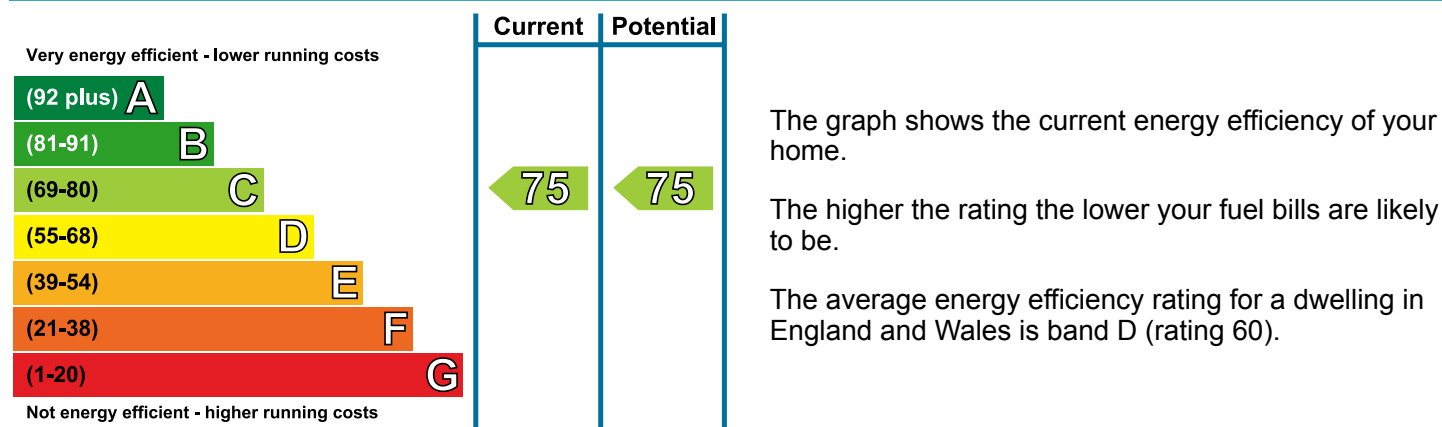 Current Potential
Very energy efficient - lower running costs
(92 plus) A
(81-91) B
(69-80) C
75 75
(55-68) D
(39-54) E
(21-38) F
(1-20) G
Not energy efficient - higher running costs
The graph shows the current energy efficiency of your
home.
The higher the rating the lower your fuel bills are likely
to be.
The average energy efficiency rating for a dwelling in
England and Wales is band D (rating 60).